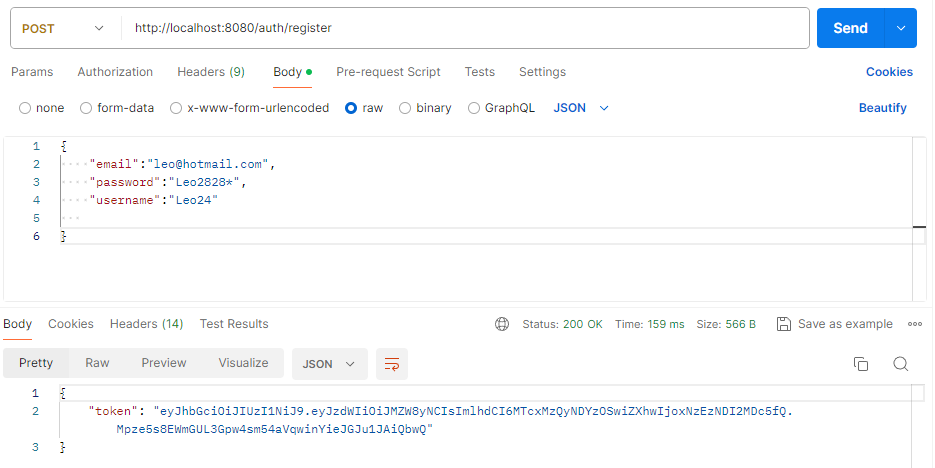 POST http://localhost:8080/auth/register Send
Params Authorization Headers (9) Body Pre-request Script Tests Settings Cookies
none form-data x-www-form-urlencoded raw binary GraphQL JSON Beautify
1 {
2 "email":"leo@hotmail.com",
3 "password":"Leo2828*",
4 "username":"Leo24"
5
6 }
Body Cookies Headers (14) Test Results Status: 200 OK Time: 159 ms Size: 566 B Save as example
Pretty Raw Preview Visualize JSON
1 {
2 "token": "eyJhbGciOiJIUzI1NiJ9.eyJzdWIiOiJMZW8yNCIsImlhdCI6MTcxMzQyNDYzOSwiZXhwIjoxNzEzNDI2MDc5fQ.
Mpze5s8EWmGUL3Gpw4sm54aVqwinYieJGJu1JAiQbwQ"
3 }